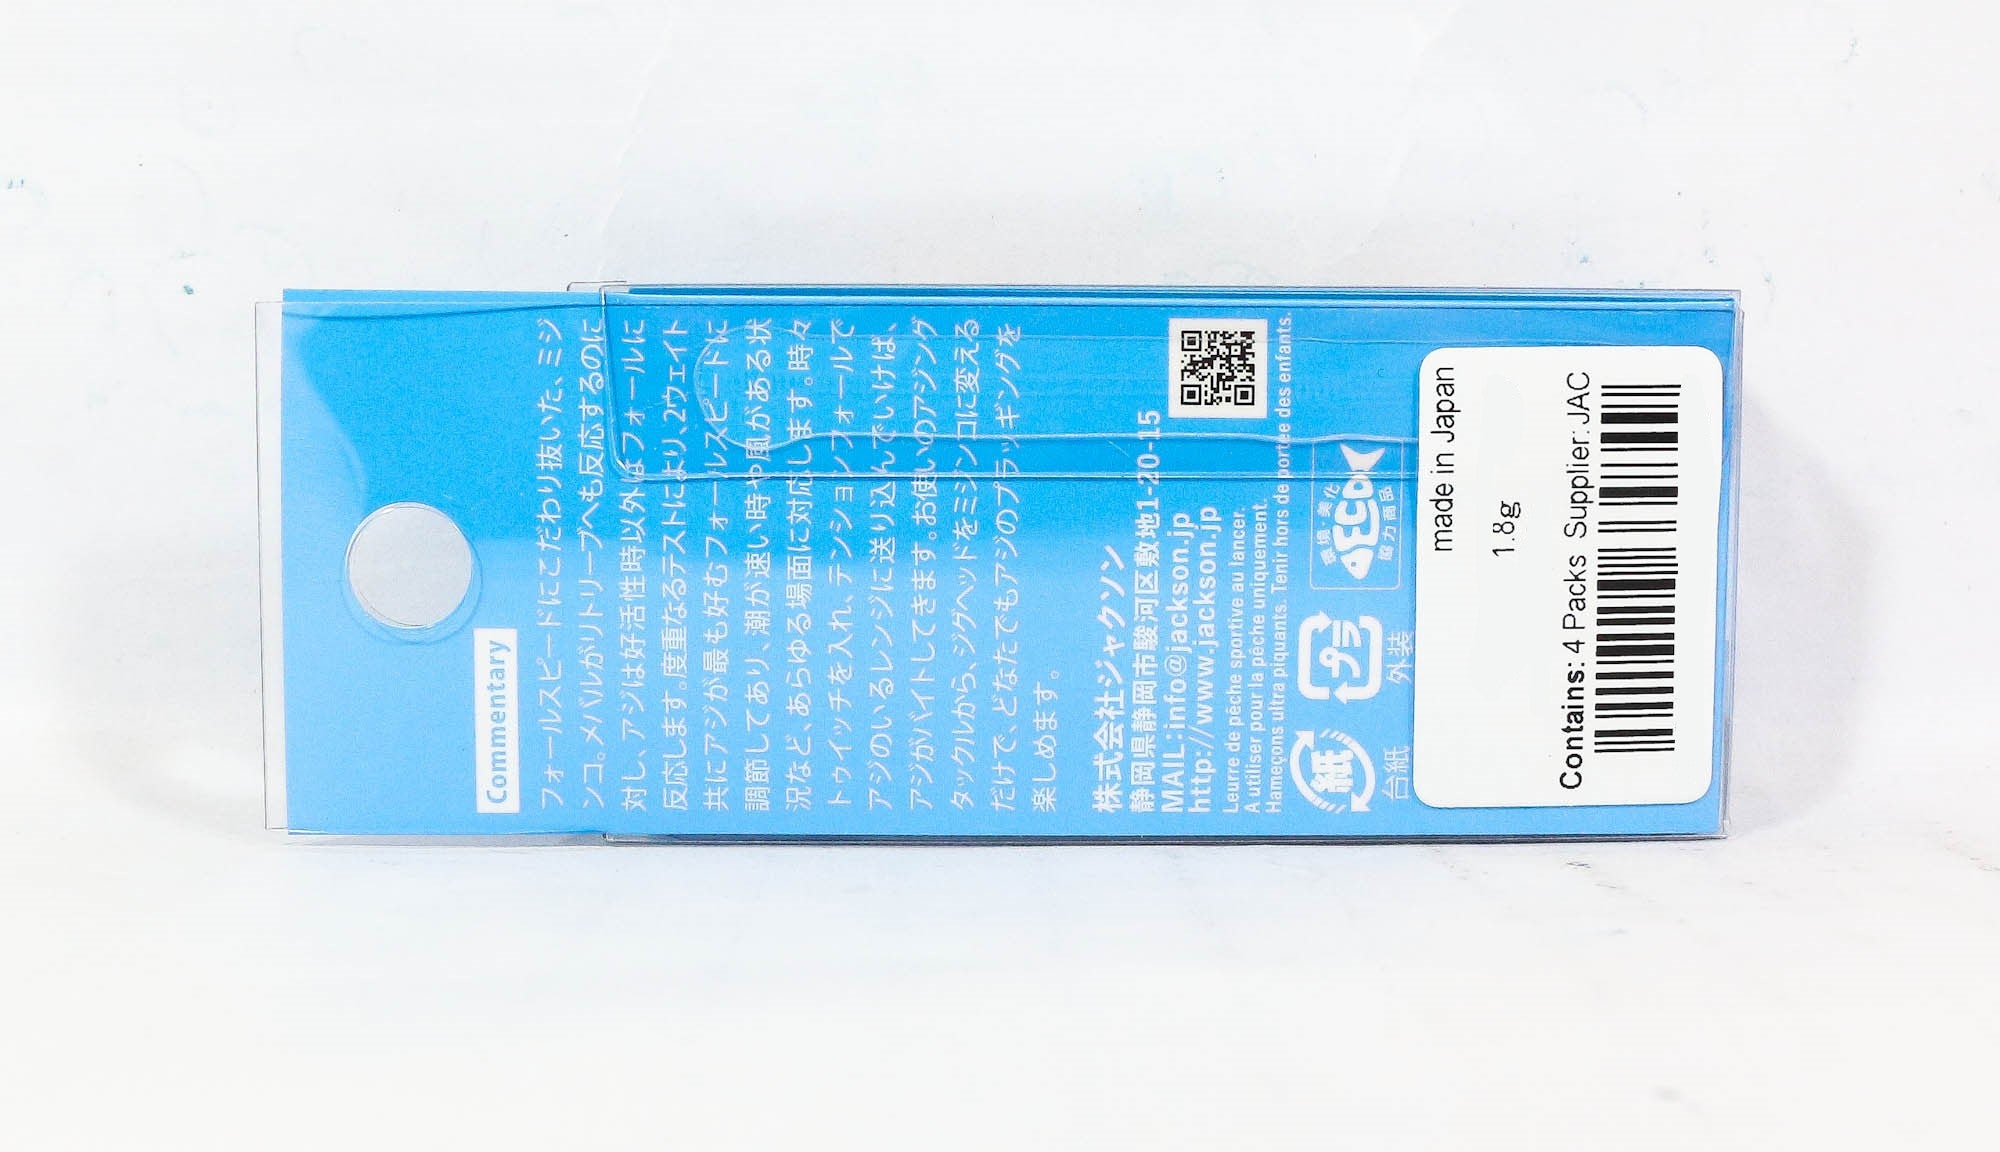 Commentary
フォールスピードにこだわり抜いた、ミジ
ンコ。メバルがリトリーブへも反応するのに
対し、アジは好活性時以外はフォールに
反応します。度重なるテストにより、2ウェイト
共にアジが最も好むフォールスピードに
調節してあり、潮が速い時や風がある状
況など、あらゆる場面に対応します。時々
トゥイッチを入れ、テンションフォールで
アジのいるレンジに送り込んでいけば、
アジがバイトしてきます。お使いのアジング
タックルから、ジグヘッドをミジンコに変える
だけで、どなたでもアジのプラッギングを
楽しめます。
株式会社ジャクソン
静岡県静岡市駿河区敷地1-20-15
MAIL:info@jackson.jp
http://www.jackson.jp
Leurre de pêche sportive au lancer.
A utiliser pour la pêche uniquement.
Hameçons ultra piquants. Tenir hors de portée des enfants.
紙
台紙
プラ
外装
環境・美化
ECO
協力商品
made in Japan
1.8g
Contains: 4 Packs Supplier: JAC